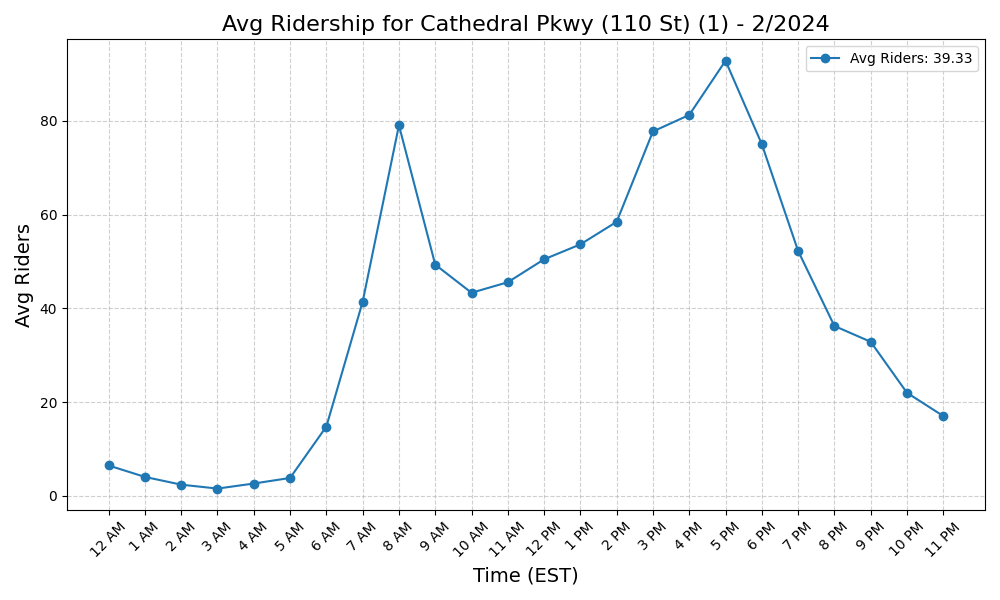 Avg Ridership for Cathedral Pkwy (110 St) (1) - 2/2024
Avg Riders: 39.33
Avg Riders
80
60
40
20
0
12 AM
1 AM
2 AM
3 AM
4 AM
5 AM
6 AM
7 AM
8 AM
9 AM
10 AM
11 AM
12 PM
1 PM
2 PM
3 PM
4 PM
5 PM
6 PM
7 PM
8 PM
9 PM
10 PM
11 PM
Time (EST)